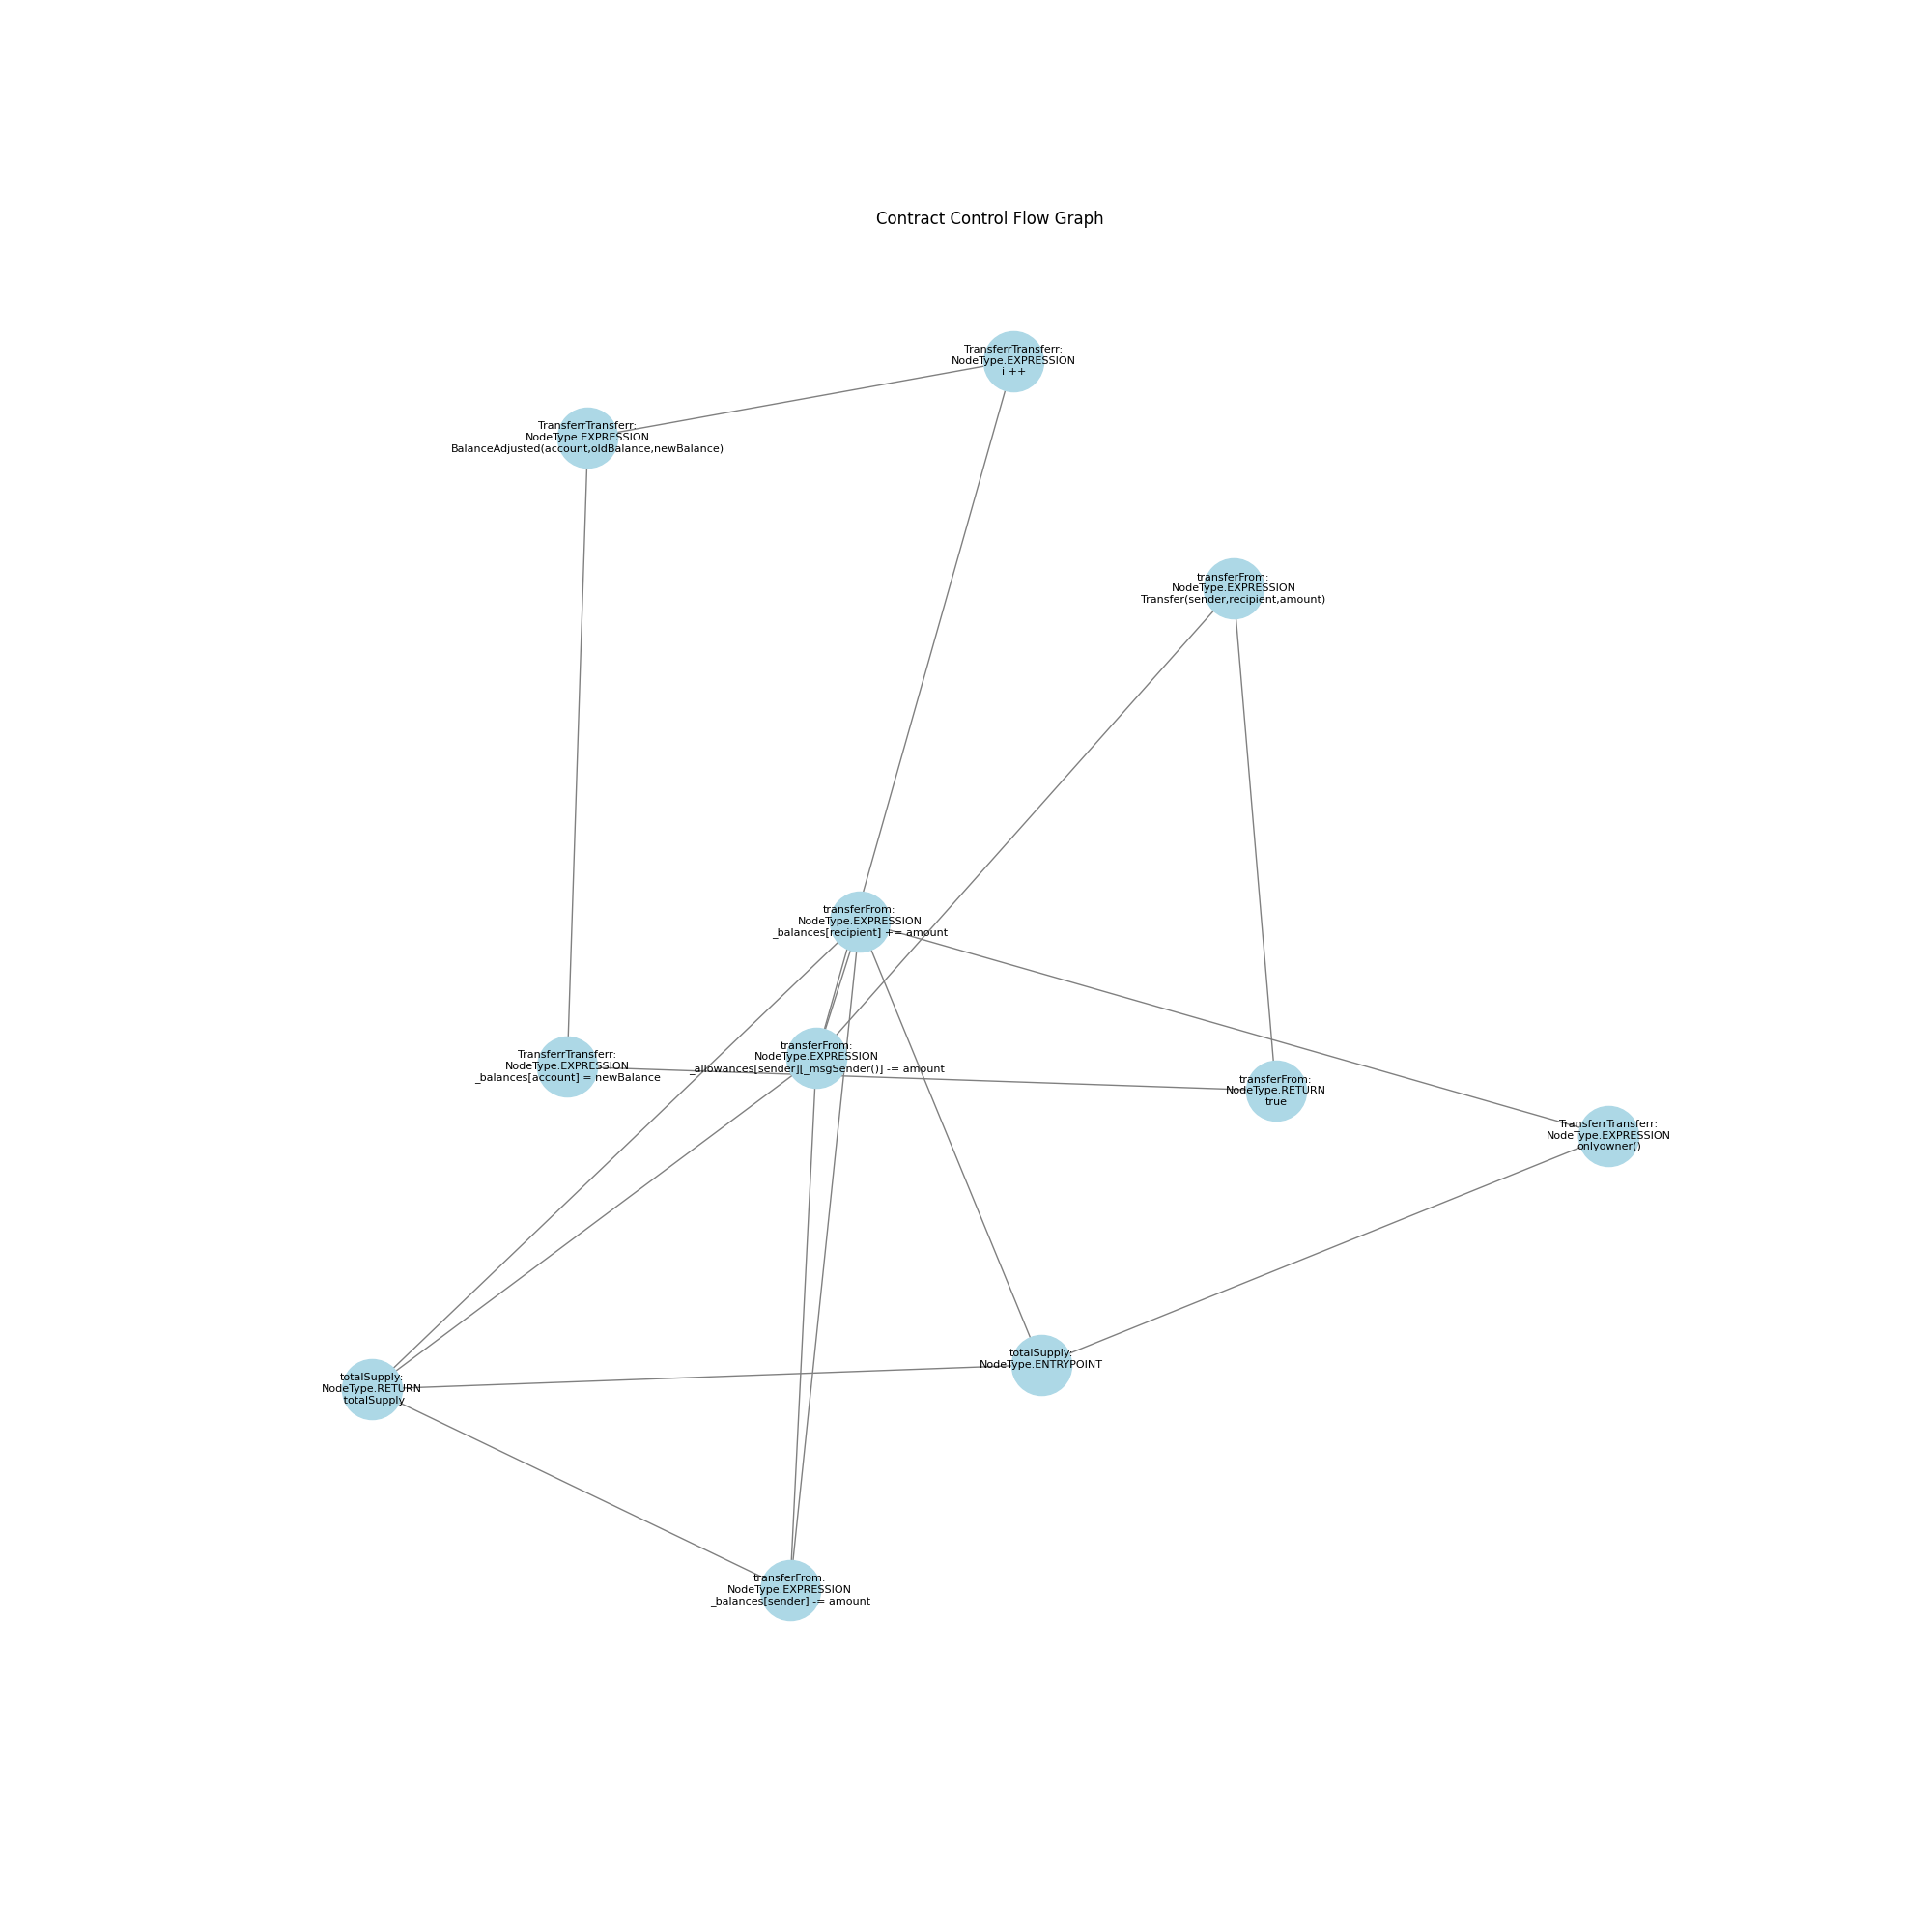 Contract Control Flow Graph
TransferrTransferr:
NodeType.EXPRESSION
i ++
TransferrTransferr:
NodeType.EXPRESSION
BalanceAdjusted(account,oldBalance,newBalance)
transferFrom:
NodeType.EXPRESSION
Transfer(sender,recipient,amount)
transferFrom:
NodeType.EXPRESSION
_balances[recipient] += amount
transferFrom:
NodeType.EXPRESSION
_allowances[sender][_msgSender()] -= amount
TransferrTransferr:
NodeType.EXPRESSION
_balances[account] = newBalance
transferFrom:
NodeType.RETURN
true
TransferrTransferr:
NodeType.EXPRESSION
onlyowner()
totalSupply:
NodeType.ENTRYPOINT
totalSupply:
NodeType.RETURN
_totalSupply
transferFrom:
NodeType.EXPRESSION
_balances[sender] -= amount